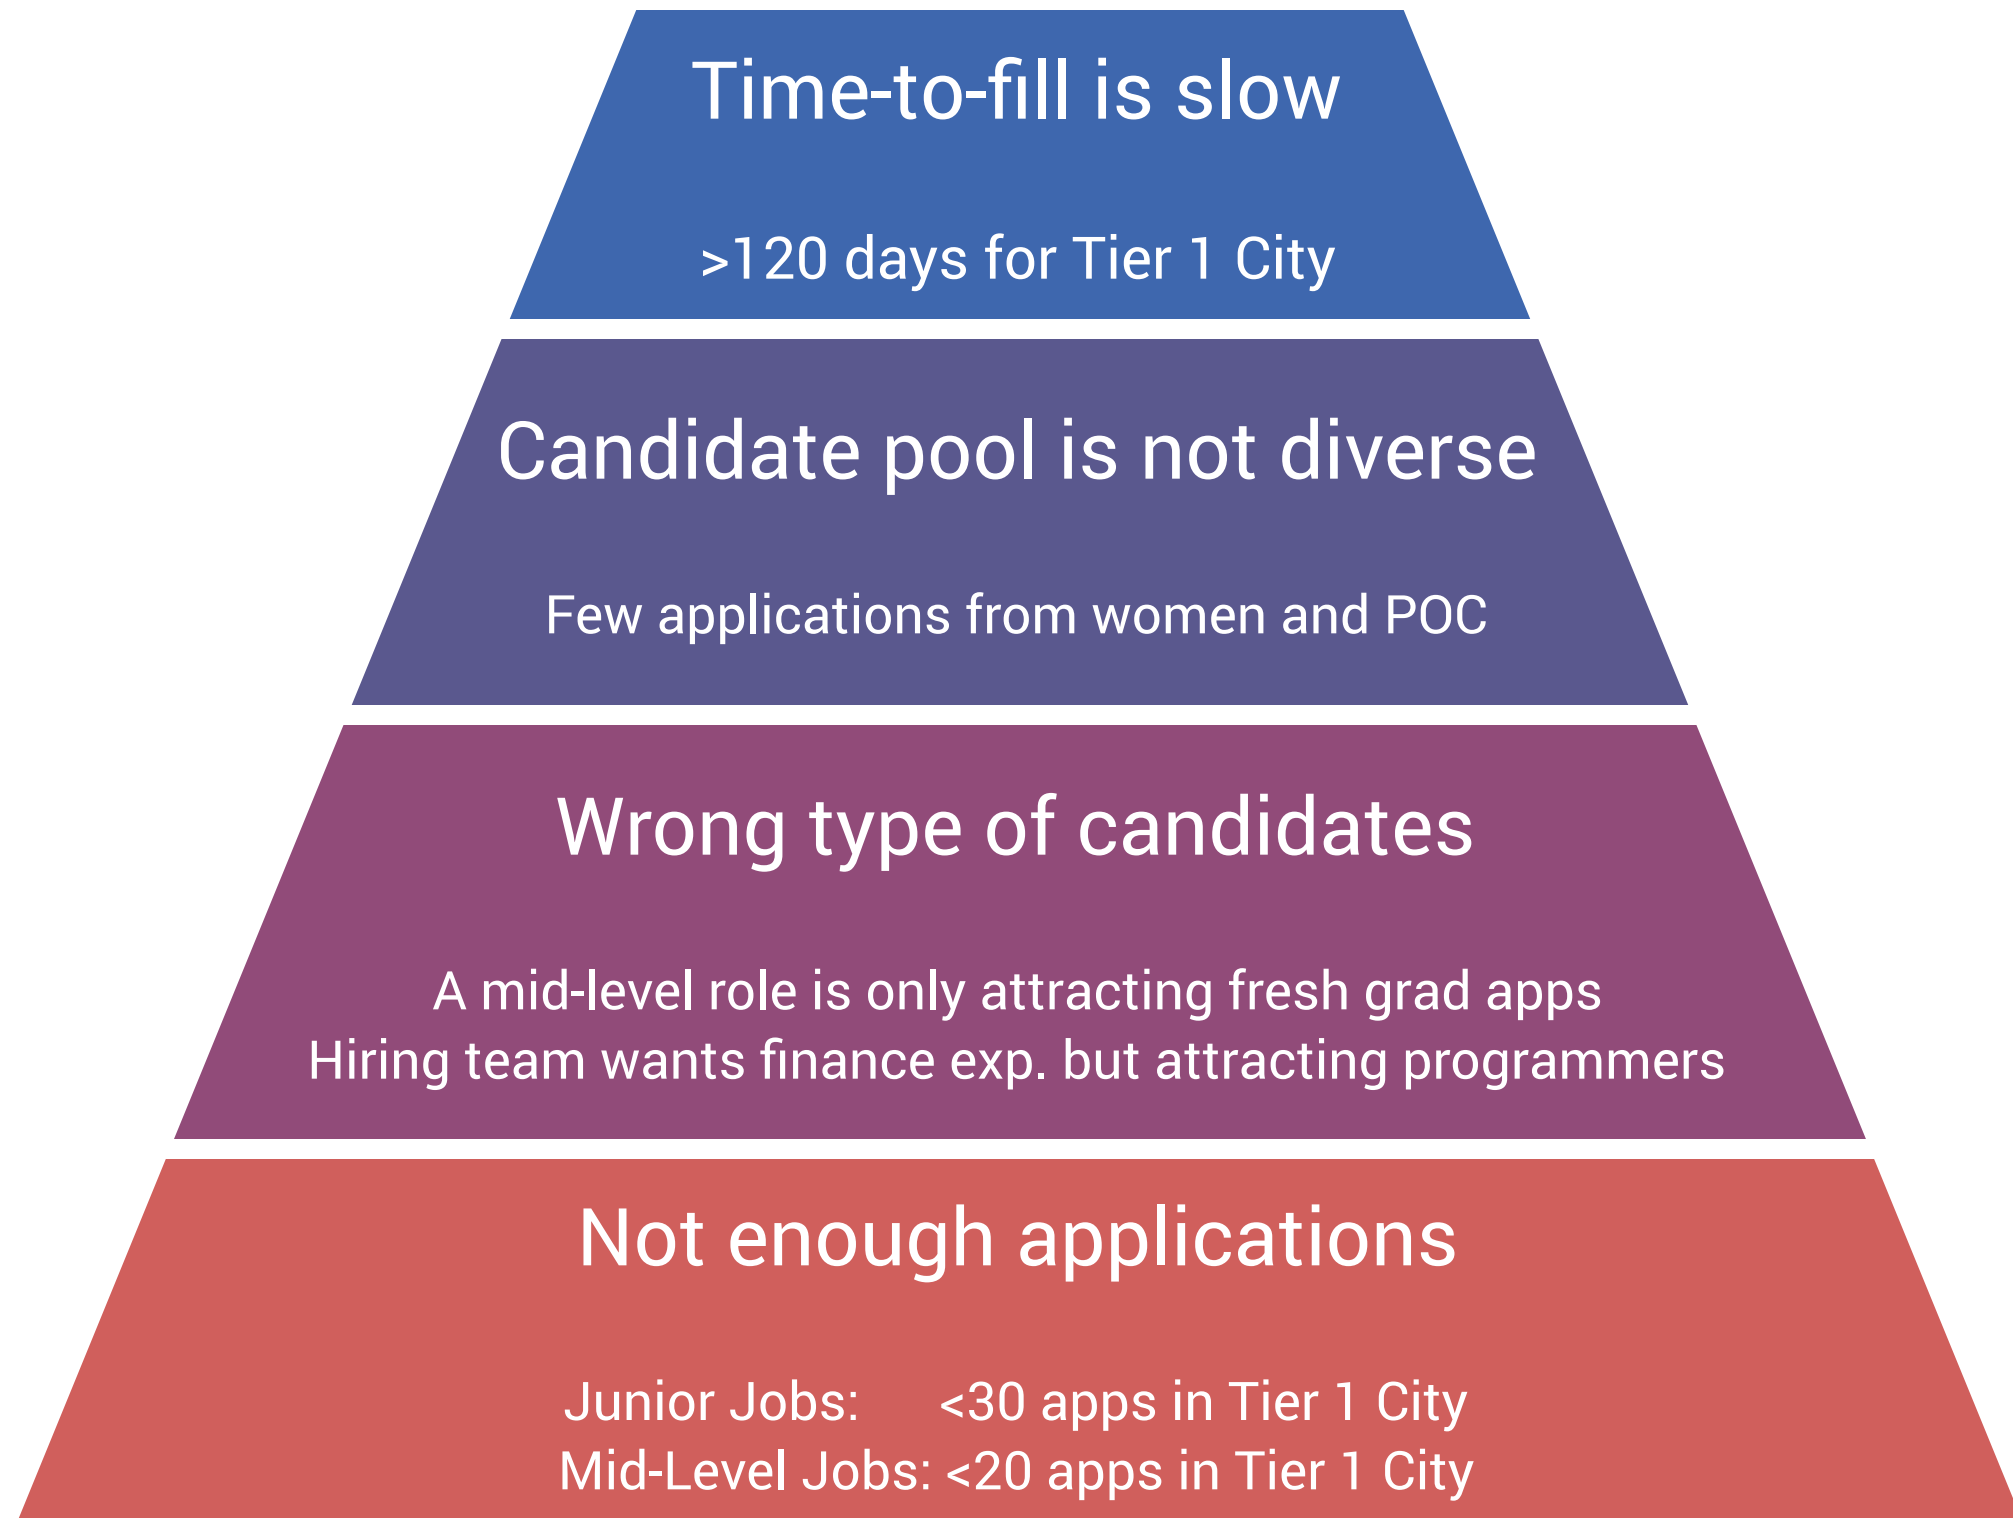 Time-to-fill is slow
>120 days for Tier 1 City
Candidate pool is not diverse
Few applications from women and POC
Wrong type of candidates
A mid-level role is only attracting fresh grad apps
Hiring team wants finance exp. but attracting programmers
Not enough applications
Junior Jobs: <30 apps in Tier 1 City
Mid-Level Jobs: <20 apps in Tier 1 City